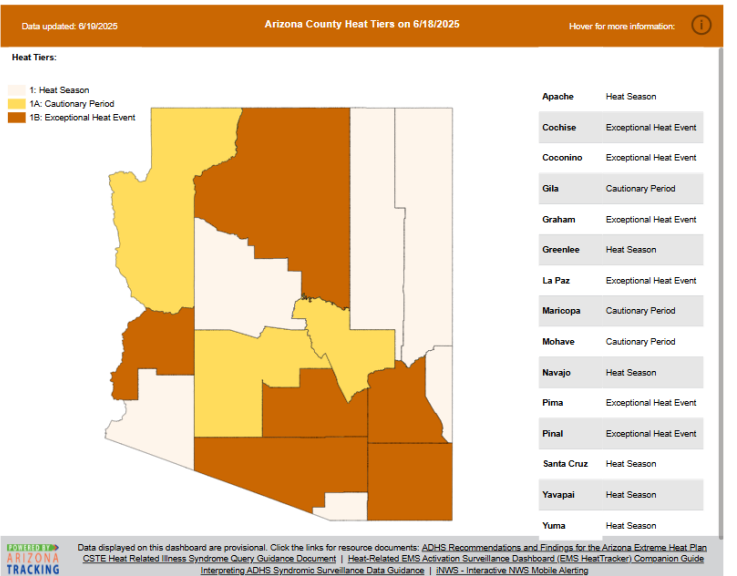 Data updated: 6/19/2025
Arizona County Heat Tiers on 6/18/2025
Hover for more information:
i
Heat Tiers:
1: Heat Season
1A: Cautionary Period
1B: Exceptional Heat Event
Apache Heat Season
Cochise Exceptional Heat Event
Coconino Exceptional Heat Event
Gila Cautionary Period
Graham Exceptional Heat Event
Greenlee Heat Season
La Paz Exceptional Heat Event
Maricopa Cautionary Period
Mohave Cautionary Period
Navajo Heat Season
Pima Exceptional Heat Event
Pinal Exceptional Heat Event
Santa Cruz Heat Season
Yavapai Heat Season
Yuma Heat Season
POWERED BY
ARIZONA
TRACKING
Data displayed on this dashboard are provisional. Click the links for resource documents: ADHS Recommendations and Findings for the Arizona Extreme Heat Plan
CSTE Heat Related Illness Syndrome Query Guidance Document | Heat-Related EMS Activation Surveillance Dashboard (EMS HeatTracker) Companion Guide
Interpreting ADHS Syndromic Surveillance Data Guidance | iNWS - Interactive NWS Mobile Alerting